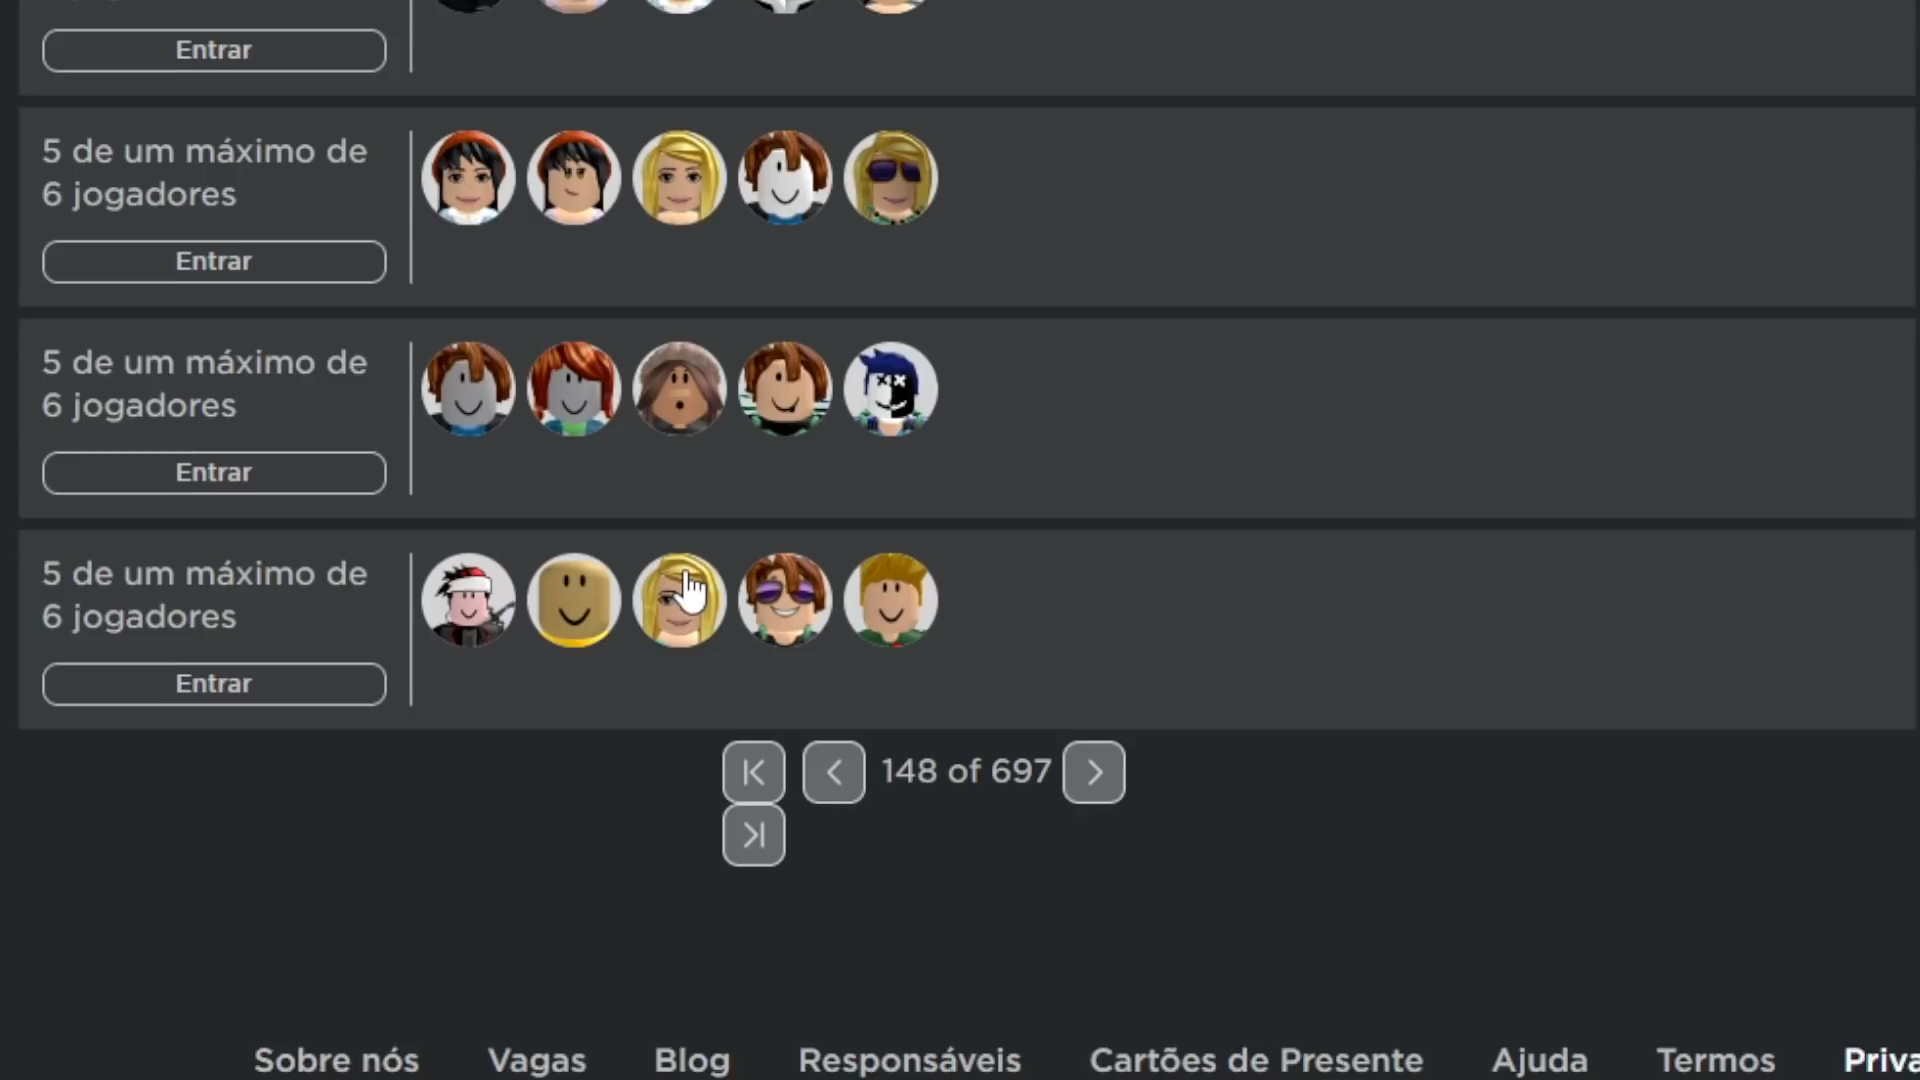 Entrar
5 de um máximo de
6 jogadores
Entrar
5 de um máximo de
6 jogadores
Entrar
5 de um máximo de
6 jogadores
Entrar
148 of 697
Sobre nós Vagas Blog Responsáveis Cartões de Presente Ajuda Termos